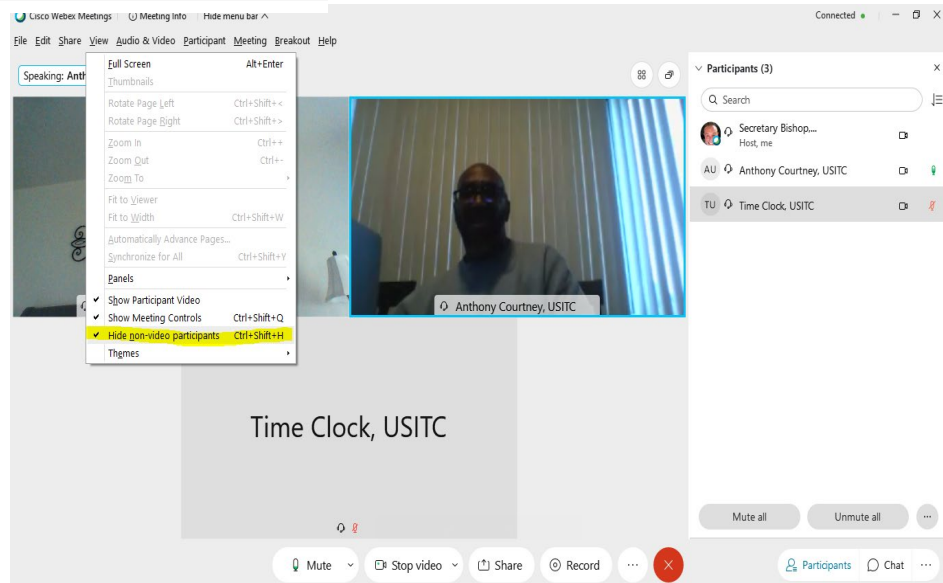 Cisco Webex Meetings Meeting Info Hide menu bar Connected
File Edit Share View Audio & Video Participant Meeting Breakout Help
Speaking: Anth
Full Screen Alt+Enter
Thumbnails
Rotate Page Left Ctrl+Shift+<
Rotate Page Right Ctrl+Shift+>
Zoom In Ctrl++
Zoom Out Ctrl+-
Zoom To
Fit to Viewer
Fit to Width Ctrl+Shift+W
Automatically Advance Pages...
Synchronize for All Ctrl+Shift+Y
Panels
Show Participant Video
Show Meeting Controls Ctrl+Shift+Q
Hide non-video participants Ctrl+Shift+H
Themes
Anthony Courtney, USITC
Time Clock, USITC
Participants (3)
Search
Secretary Bishop,...
Host, me
AU Anthony Courtney, USITC
TU Time Clock, USITC
Mute all Unmute all ...
Mute Stop video Share Record ... Participants Chat ...